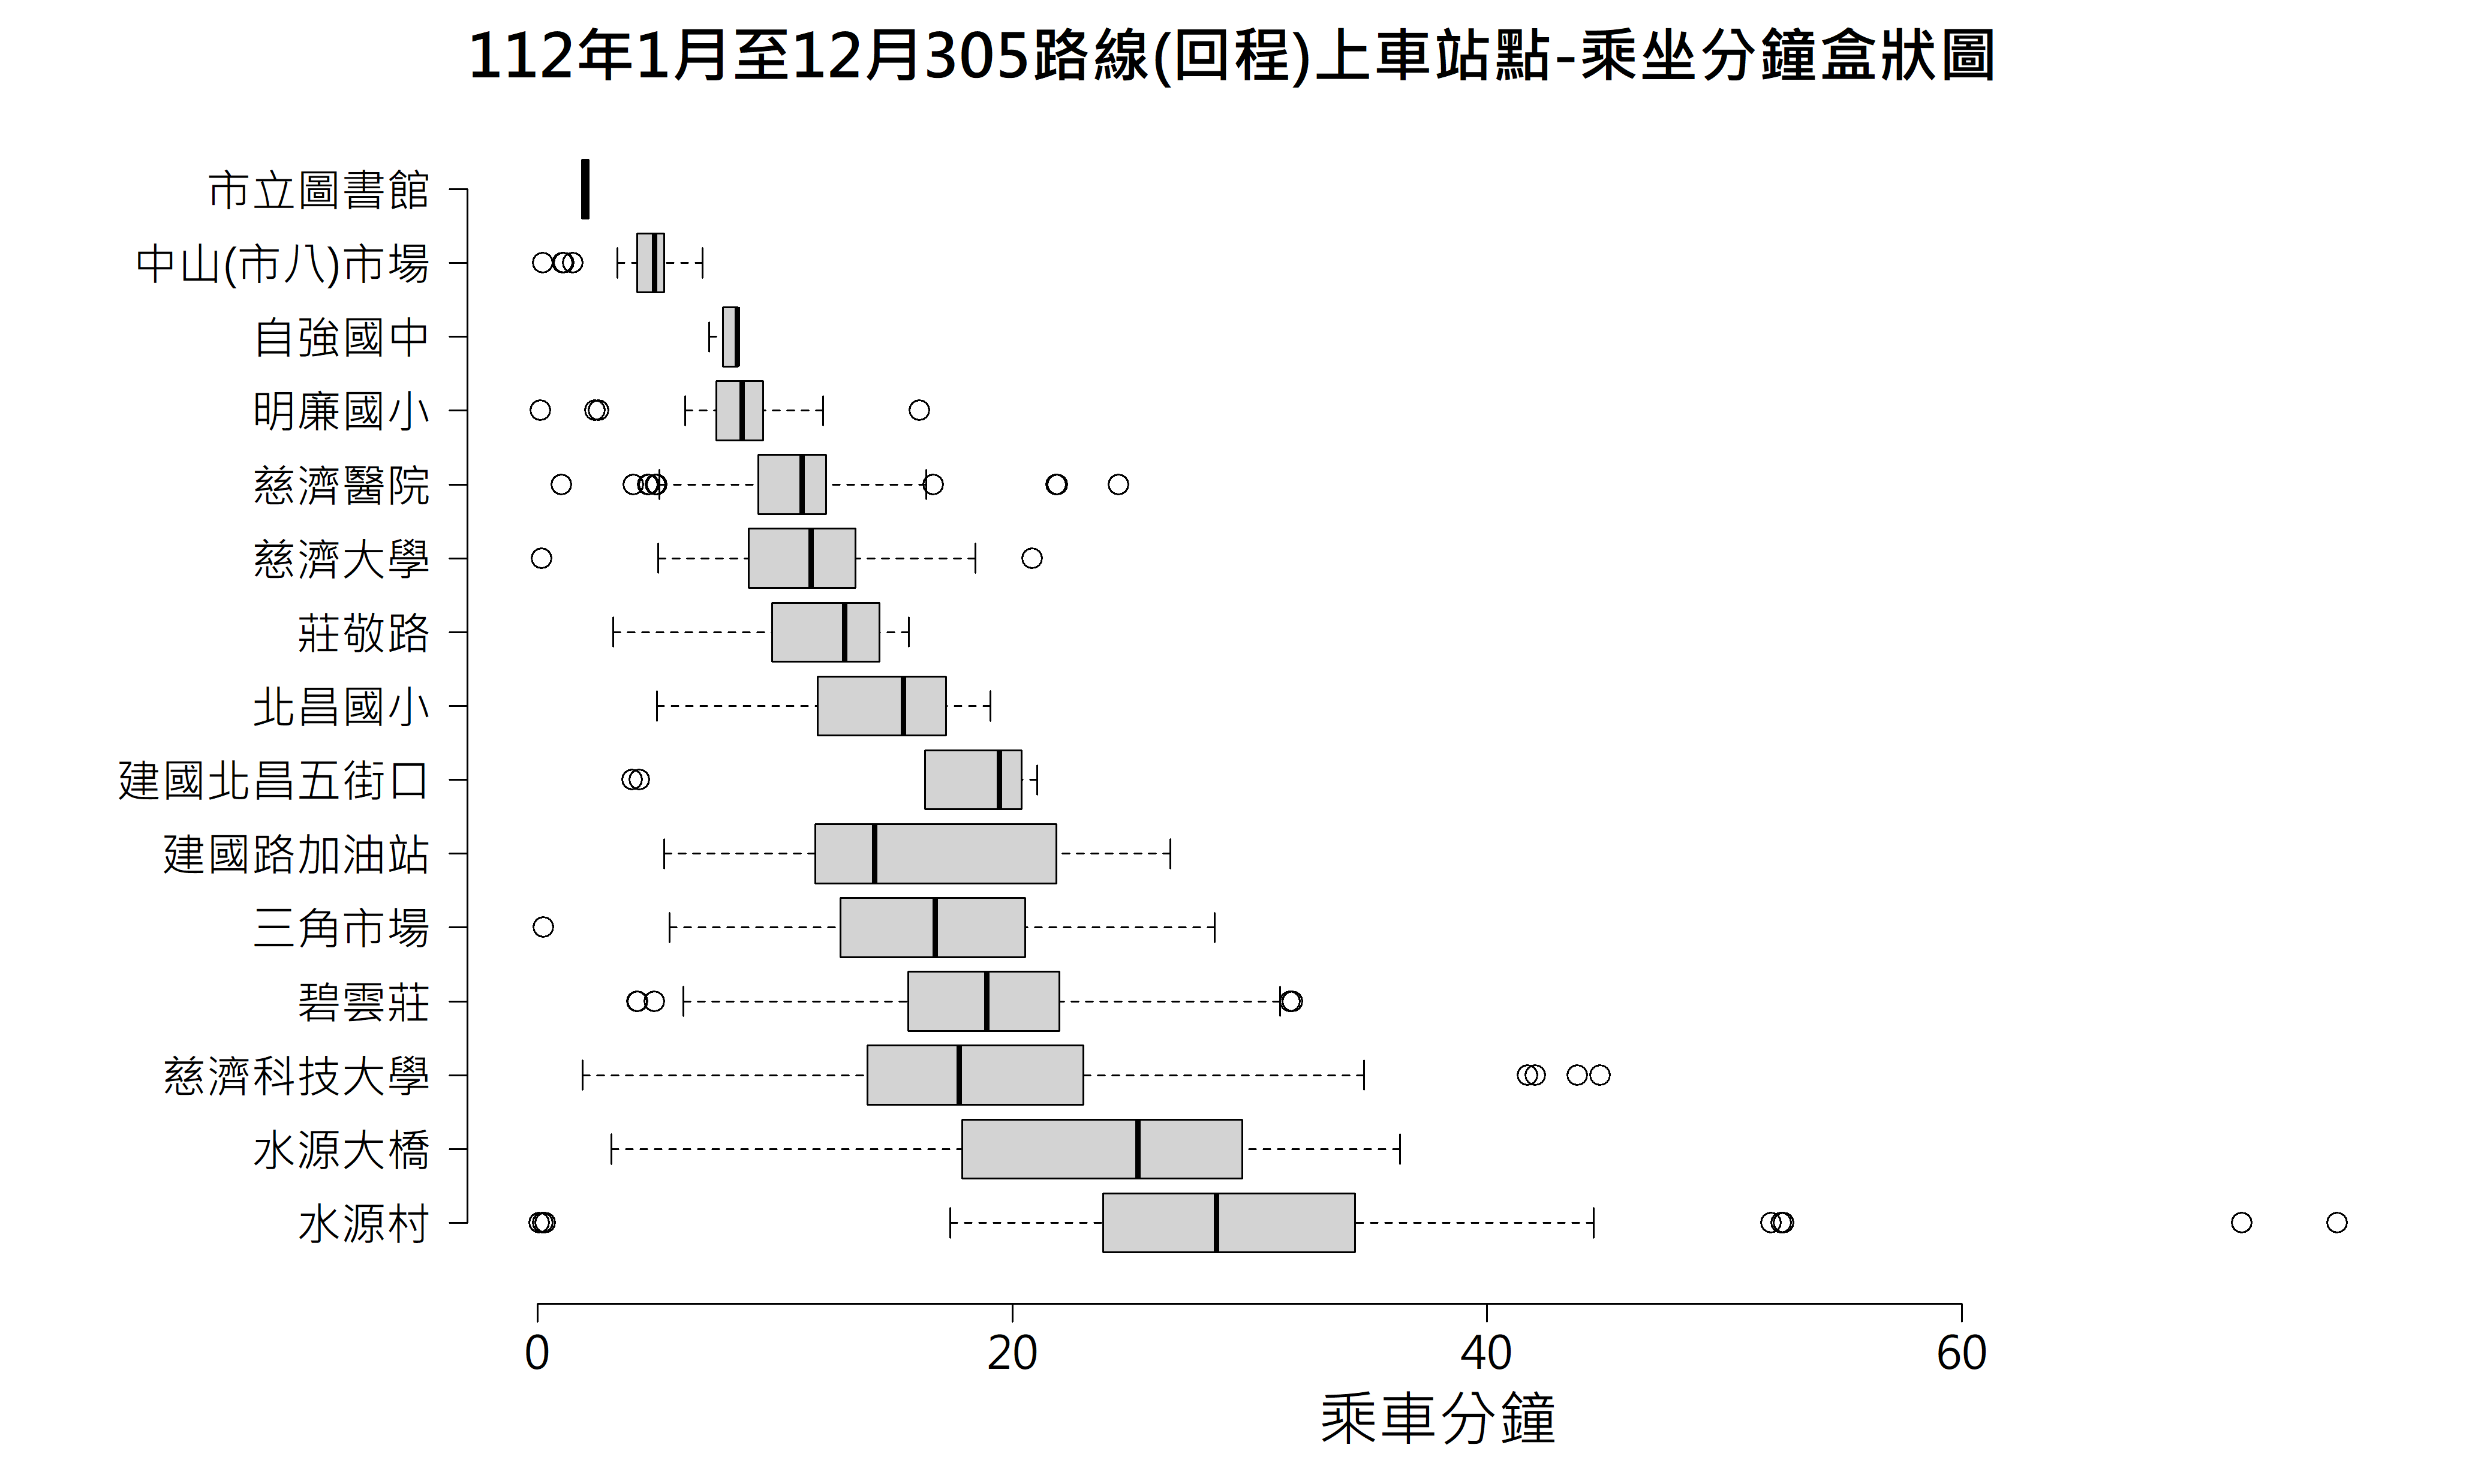 112年1月至12月305路線(回程)上車站點-乘坐分鐘盒狀圖
市立圖書館
中山(市八)市場
自強國中
明廉國小
慈濟醫院
慈濟大學
莊敬路
北昌國小
建國北昌五街口
建國路加油站
三角市場
碧雲莊
慈濟科技大學
水源大橋
水源村
0 20 40 60
乘車分鐘